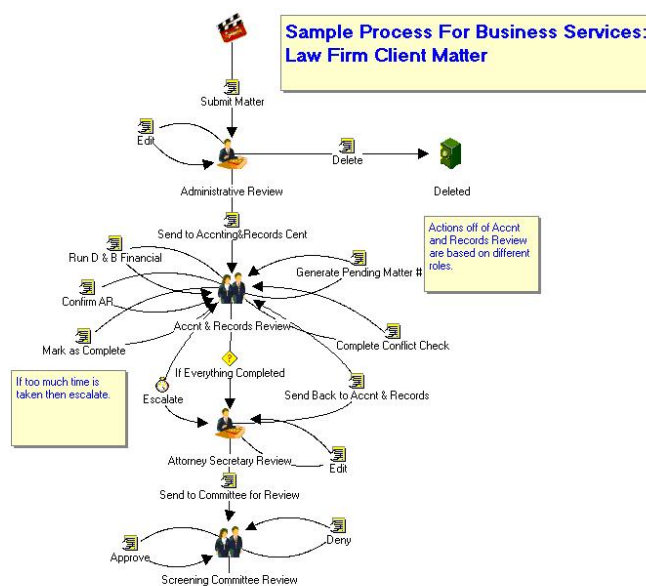 Sample Process For Business Services:
Law Firm Client Matter
Submit Matter
Edit
Delete
Administrative Review
Deleted
Send to Accnting&Records Cent
Actions off of Accnt
and Records Review
are based on different
roles.
Run D & B Financial
Generate Pending Matter #
Confirm AR
Accnt & Records Review
Mark as Complete
Complete Conflict Check
If Everything Completed
If too much time is
taken then escalate.
Escalate
Send Back to Accnt & Records
Attorney Secretary Review
Edit
Send to Committee for Review
Approve
Deny
Screening Committee Review